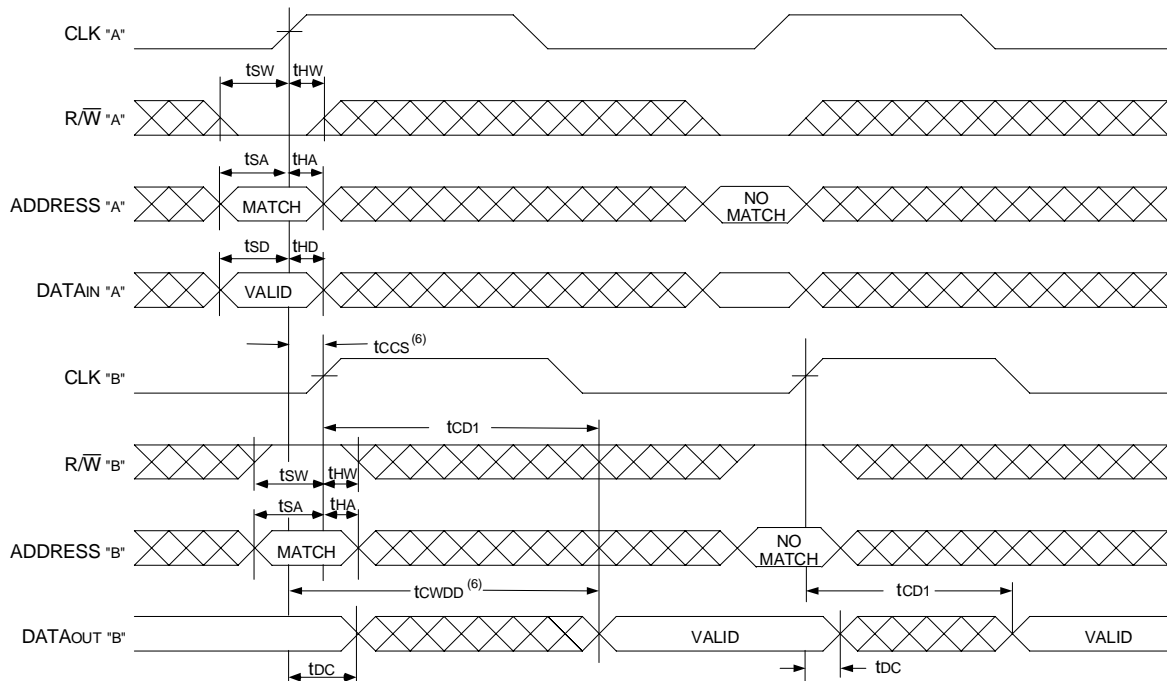 CLK "A"
tSW tHW
R/W̅ "A"
tSA tHA
ADDRESS "A" MATCH NO MATCH
tSD tHD
DATAIN "A" VALID
tCCS (6)
CLK "B"
tCD1
R/W̅ "B"
tSW tHW
tSA tHA
ADDRESS "B" MATCH NO MATCH
tCWDD (6) tCD1
DATAOUT "B" VALID VALID
tDC tDC